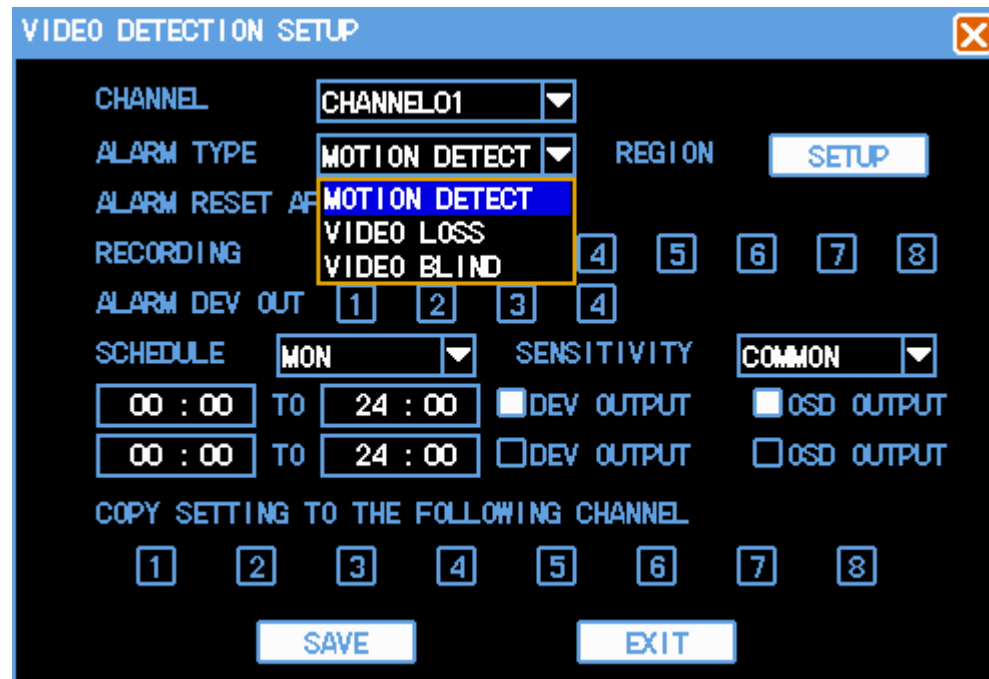 VIDEO DETECTION SETUP
CHANNEL CHANNEL01
ALARM TYPE MOTION DETECT REGION SETUP
ALARM RESET MOTION DETECT
VIDEO LOSS
RECORDING VIDEO BLIND 4 5 6 7 8
ALARM DEV OUT 1 2 3 4
SCHEDULE MON SENSITIVITY COMMON
00 : 00 TO 24 : 00 DEV OUTPUT OSD OUTPUT
00 : 00 TO 24 : 00 DEV OUTPUT OSD OUTPUT
COPY SETTING TO THE FOLLOWING CHANNEL
1 2 3 4 5 6 7 8
SAVE EXIT